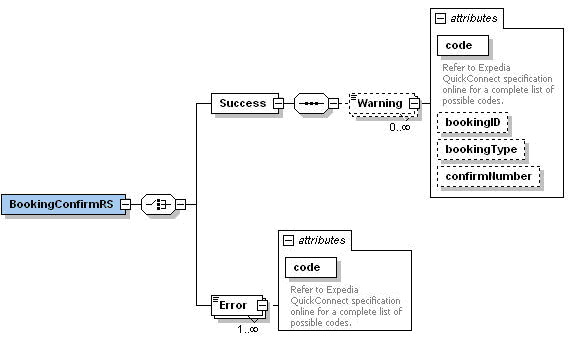 attributes
code
Refer to Expedia
QuickConnect specification
online for a complete list of
possible codes.
Success
Warning
0..∞
bookingID
bookingType
confirmNumber
BookingConfirmRS
attributes
code
Refer to Expedia
QuickConnect specification
online for a complete list of
possible codes.
Error
1..∞